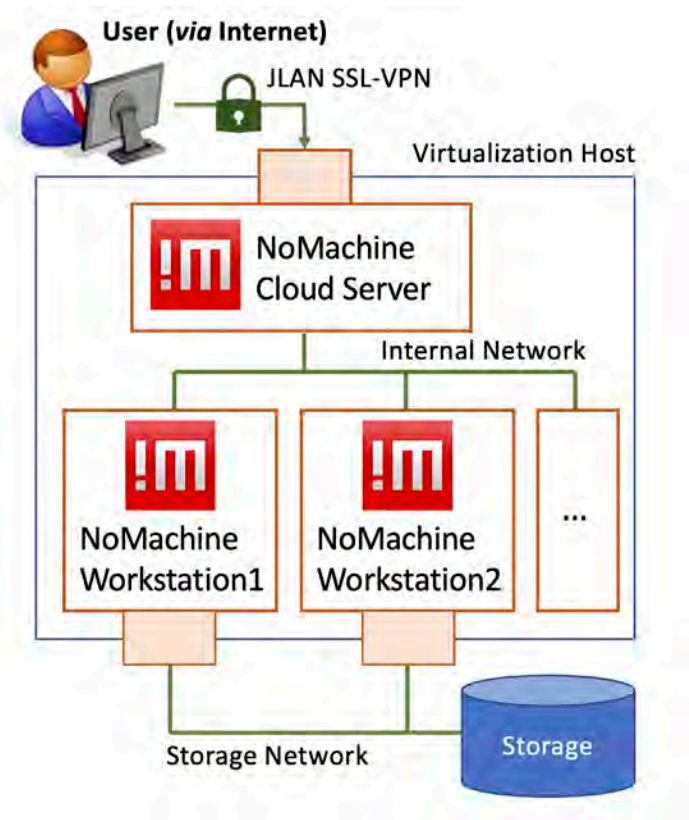 User (via Internet)
JLAN SSL-VPN
Virtualization Host
!m NoMachine
Cloud Server
Internal Network
!m
NoMachine
Workstation1
!m
NoMachine
Workstation2
...
Storage Network
Storage